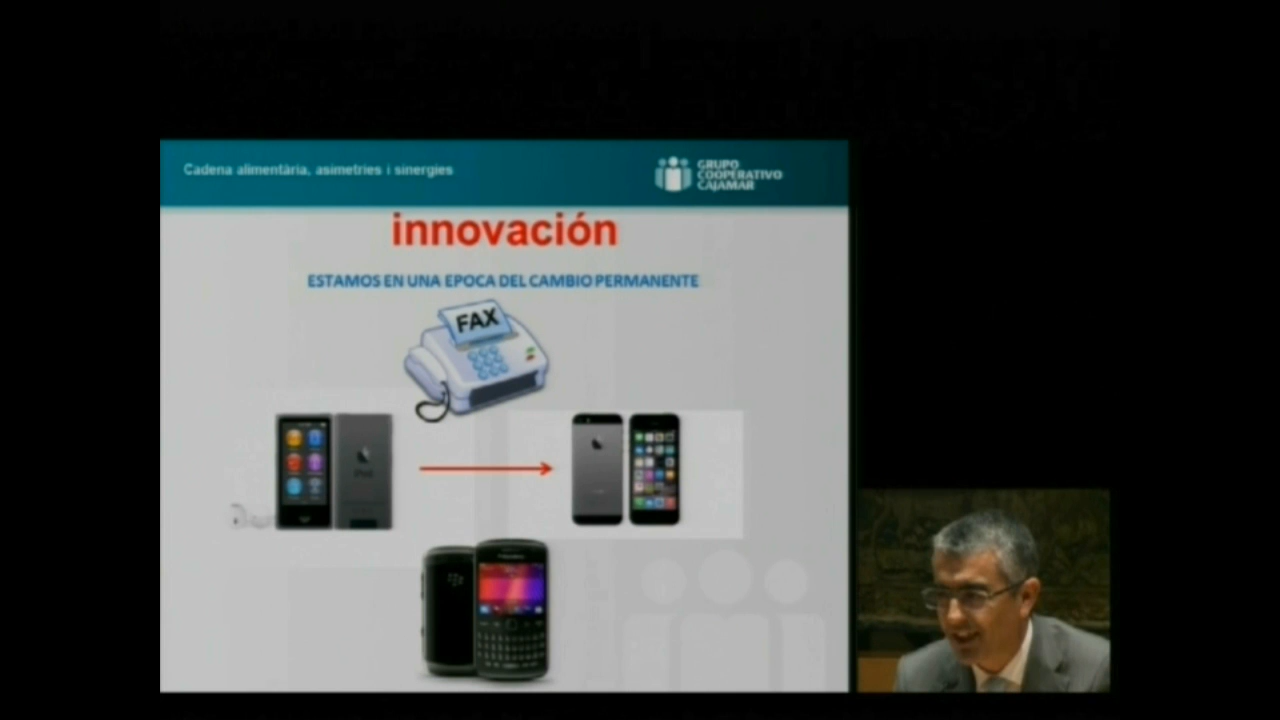 Cadena alimentària, asimetries i sinergies
GRUPO
COOPERATIVO
CAJAMAR
innovación
ESTAMOS EN UNA EPOCA DEL CAMBIO PERMANENTE
FAX